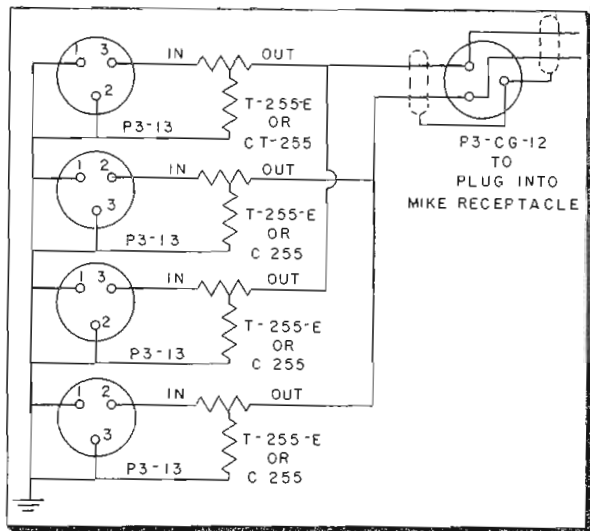 1 3 IN OUT
2
P3-13
T-255-E
OR
CT-255
P3-CG-12
TO
PLUG INTO
MIKE RECEPTACLE
1 2 IN OUT
3
P3-13
T-255-E
OR
C 255
1 3 IN OUT
2
P3-13
T-255-E
OR
C 255
1 2 IN OUT
3
P3-13
T-255-E
OR
C 255